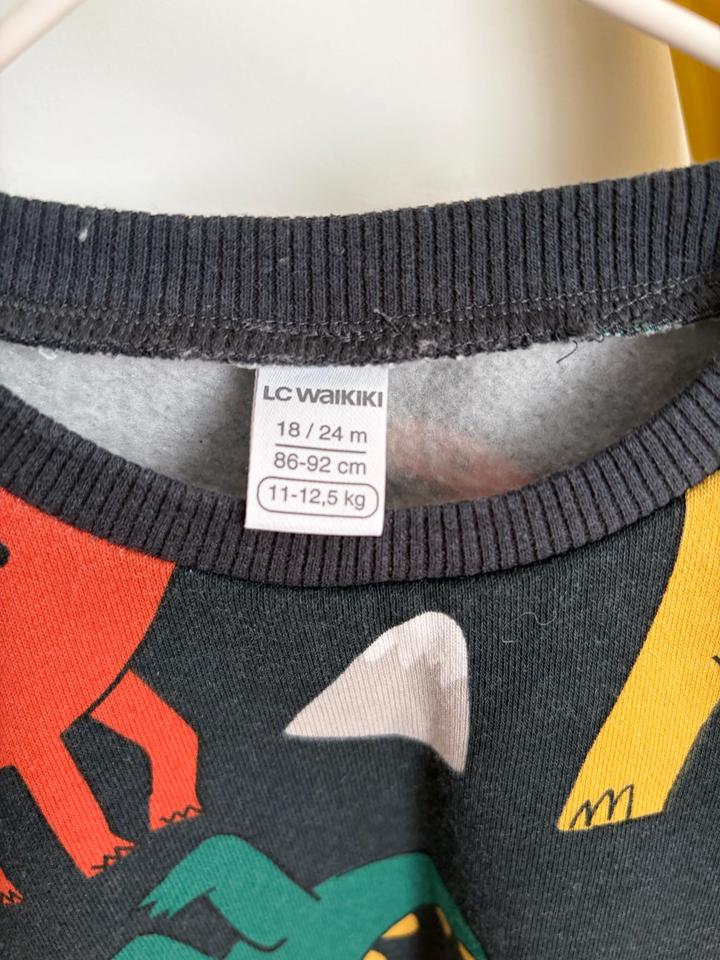 LC WAIKIKI
18 / 24 m
86-92 cm
11-12,5 kg